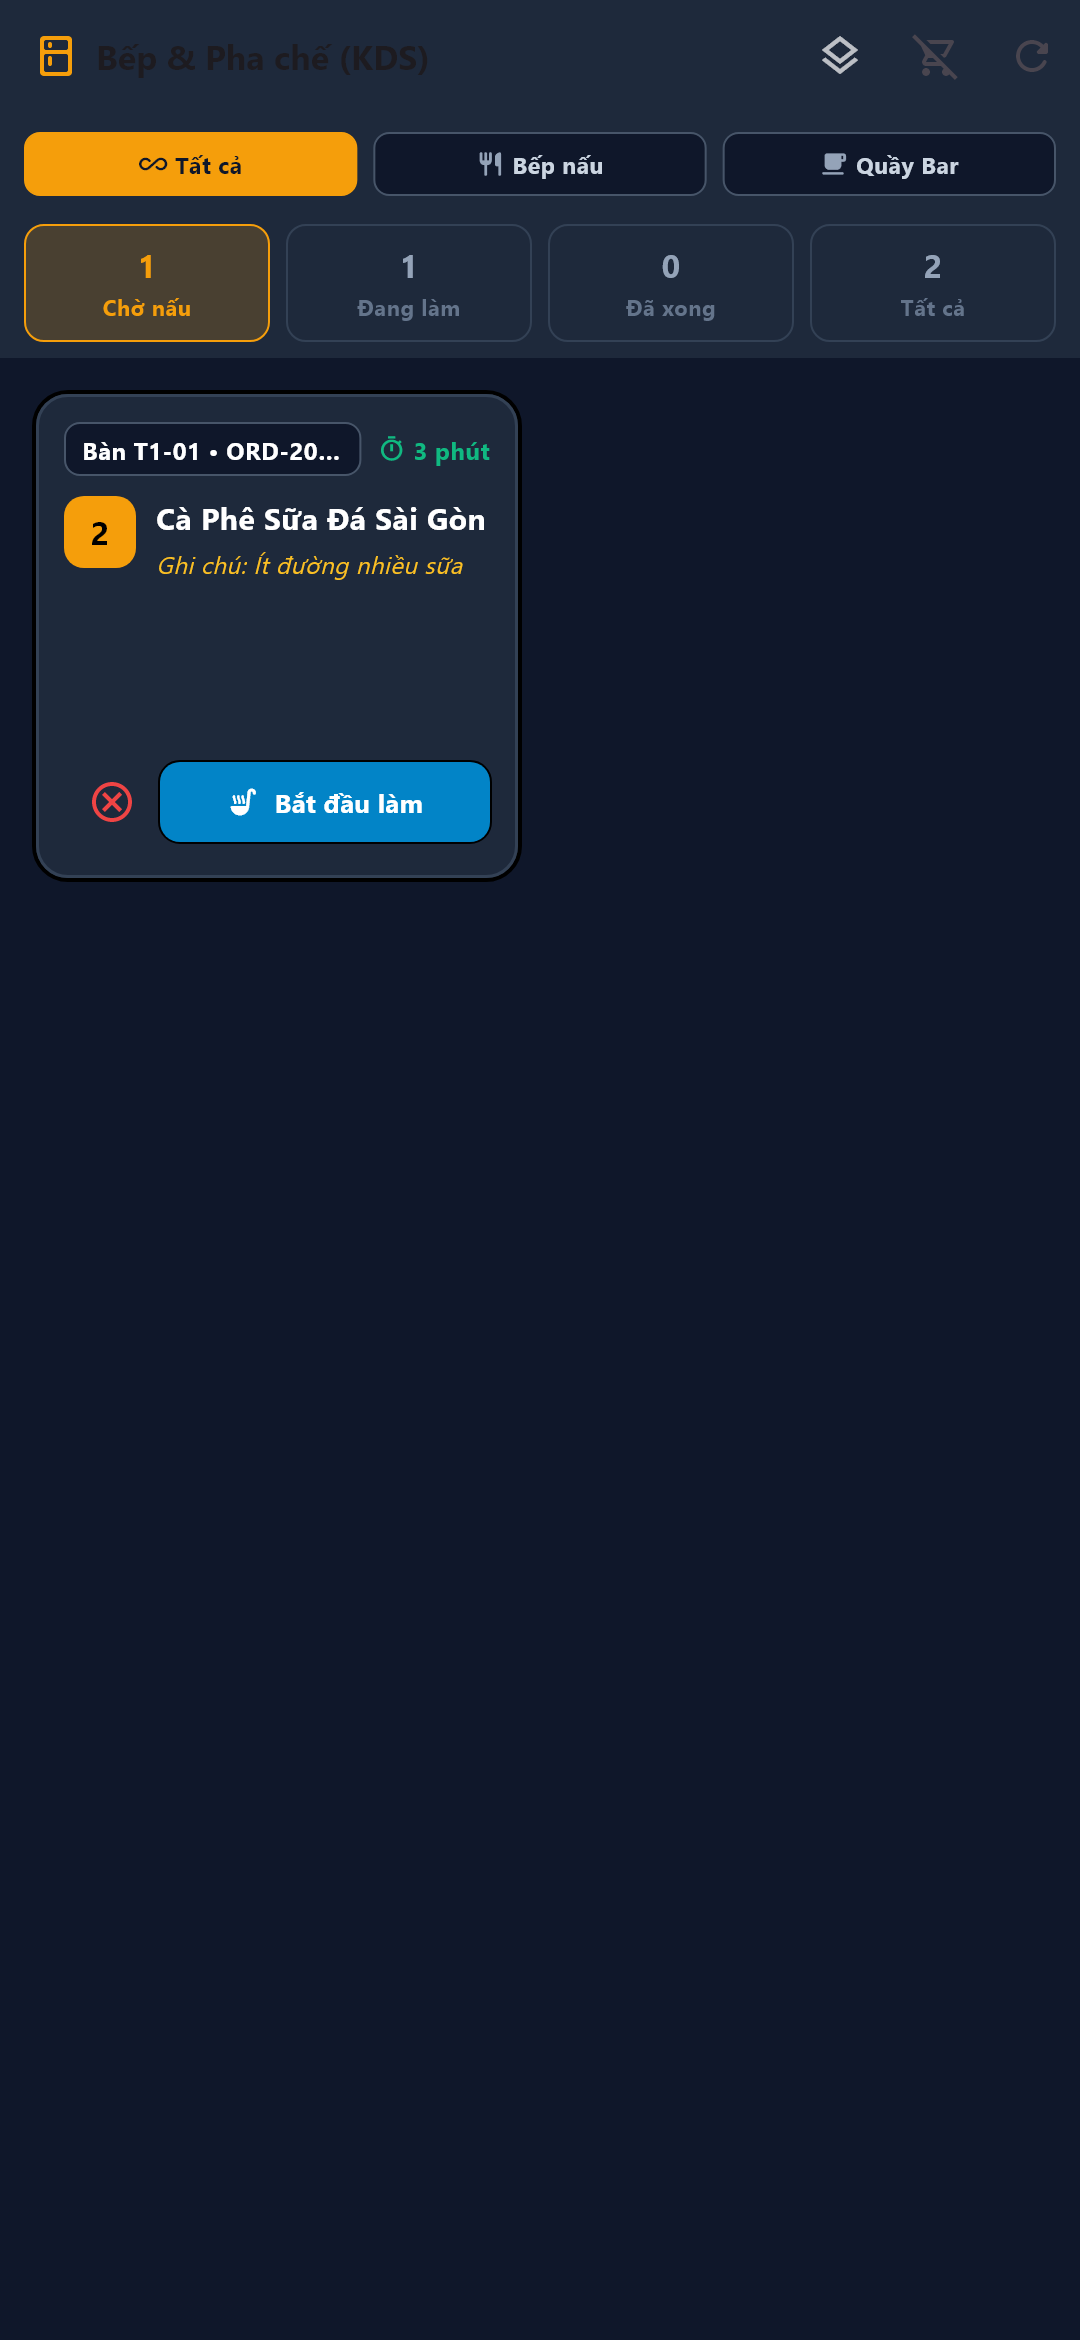 Bếp & Pha chế (KDS)
Tất cả
Bếp nấu
Quầy Bar
1
Chờ nấu
1
Đang làm
0
Đã xong
2
Tất cả
Bàn T1-01 • ORD-20...
3 phút
2
Cà Phê Sữa Đá Sài Gòn
Ghi chú: Ít đường nhiều sữa
Bắt đầu làm